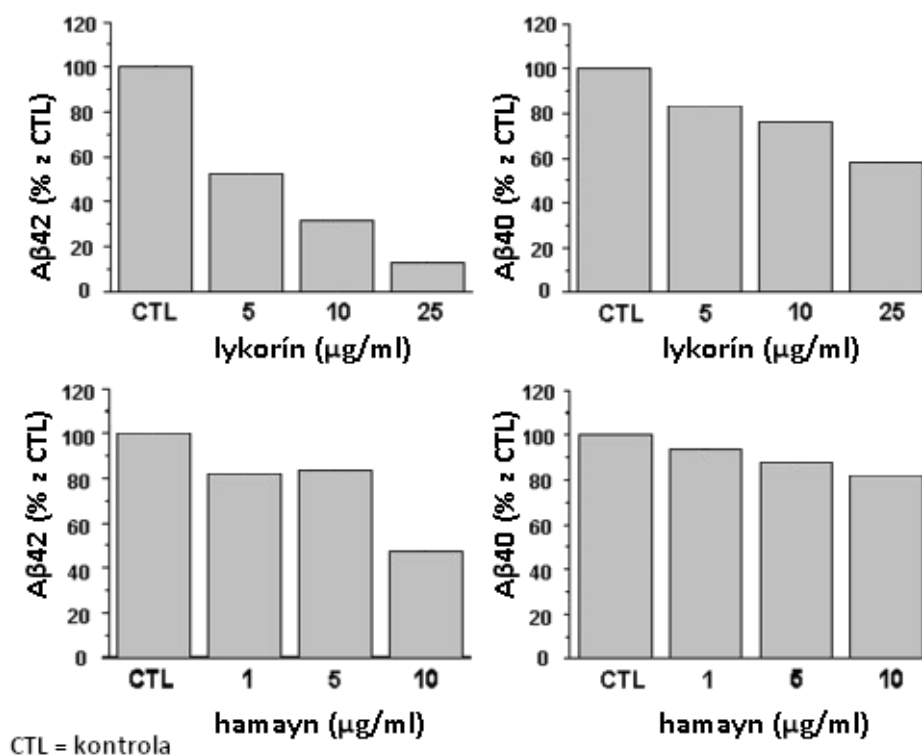 120
100
80
60
40
20
0
Aβ42 (% z CTL)
CTL 5 10 25
lykorín (µg/ml)
120
100
80
60
40
20
0
Aβ40 (% z CTL)
CTL 5 10 25
lykorín (µg/ml)
120
100
80
60
40
20
0
Aβ42 (% z CTL)
CTL 1 5 10
hamayn (µg/ml)
120
100
80
60
40
20
0
Aβ40 (% z CTL)
CTL 1 5 10
hamayn (µg/ml)
CTL = kontrola